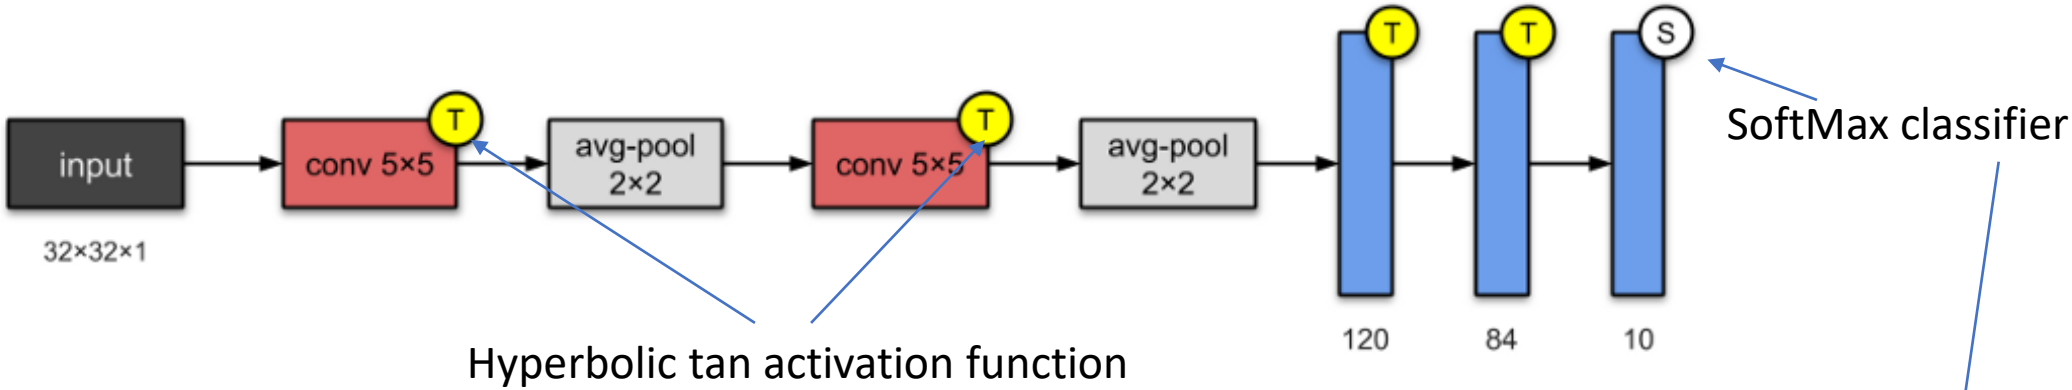 T
T
S
T
T
input
conv 5×5
avg-pool
2×2
conv 5×5
avg-pool
2×2
SoftMax classifier
32×32×1
120
84
10
Hyperbolic tan activation function